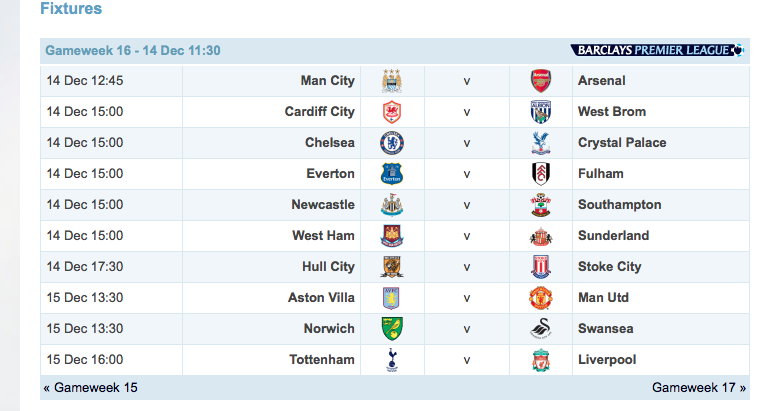 Fixtures
Gameweek 16 - 14 Dec 11:30 BARCLAYS PREMIER LEAGUE
14 Dec 12:45 Man City v Arsenal
14 Dec 15:00 Cardiff City v West Brom
14 Dec 15:00 Chelsea v Crystal Palace
14 Dec 15:00 Everton v Fulham
14 Dec 15:00 Newcastle v Southampton
14 Dec 15:00 West Ham v Sunderland
14 Dec 17:30 Hull City v Stoke City
15 Dec 13:30 Aston Villa v Man Utd
15 Dec 13:30 Norwich v Swansea
15 Dec 16:00 Tottenham v Liverpool
« Gameweek 15 Gameweek 17 »